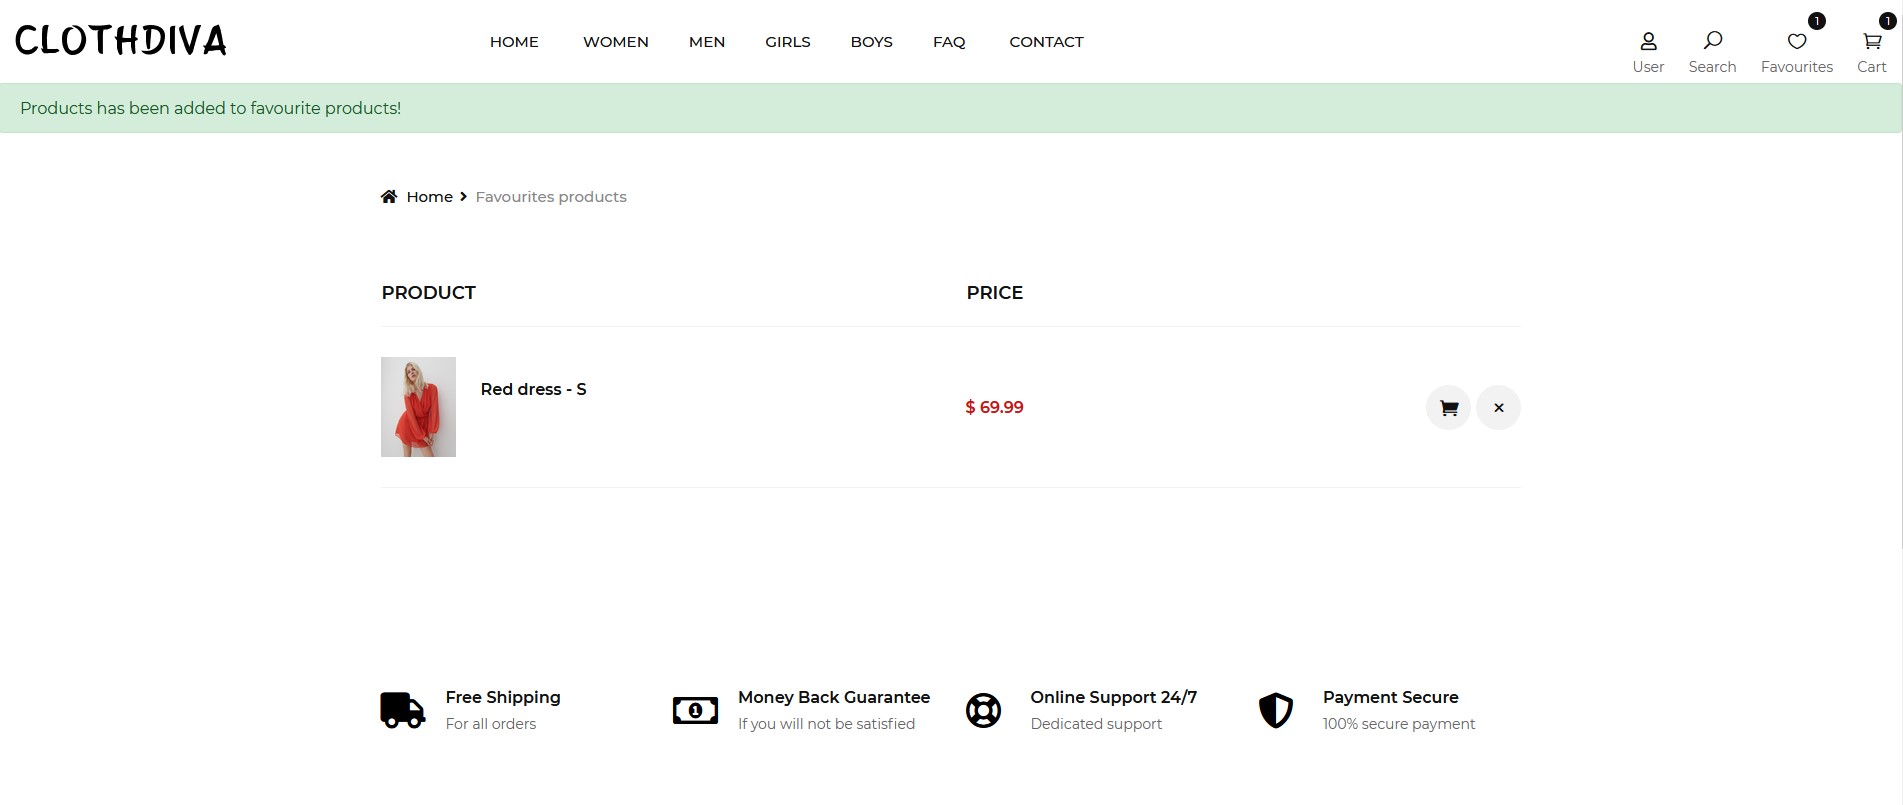 CLOTHDIVA
HOME WOMEN MEN GIRLS BOYS FAQ CONTACT
1 1
User Search Favourites Cart
Products has been added to favourite products!
Home Favourites products
PRODUCT PRICE
Red dress - S
$ 69.99
Free Shipping
For all orders
1
Money Back Guarantee
If you will not be satisfied
Online Support 24/7
Dedicated support
Payment Secure
100% secure payment